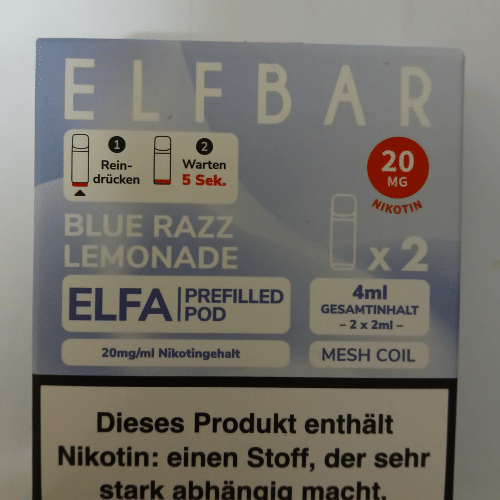 ELFBAR
1
Rein-
drücken
2
Warten
5 Sek.
20
MG
NIKOTIN
BLUE RAZZ
LEMONADE
x 2
ELFA PREFILLED
POD
4ml
GESAMTINHALT
– 2 x 2ml –
20mg/ml Nikotingehalt
MESH COIL
Dieses Produkt enthält
Nikotin: einen Stoff, der sehr
stark abhängig macht.